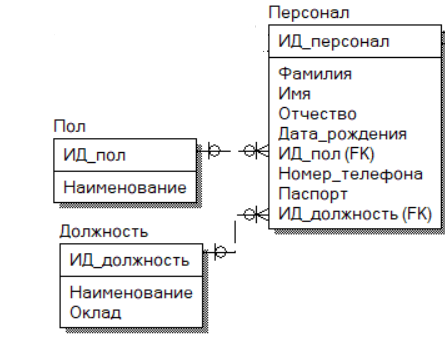 Персонал
ИД_персонал
Фамилия
Имя
Отчество
Дата_рождения
ИД_пол (FK)
Номер_телефона
Паспорт
ИД_должность (FK)
Пол
ИД_пол
Наименование
Должность
ИД_должность
Наименование
Оклад